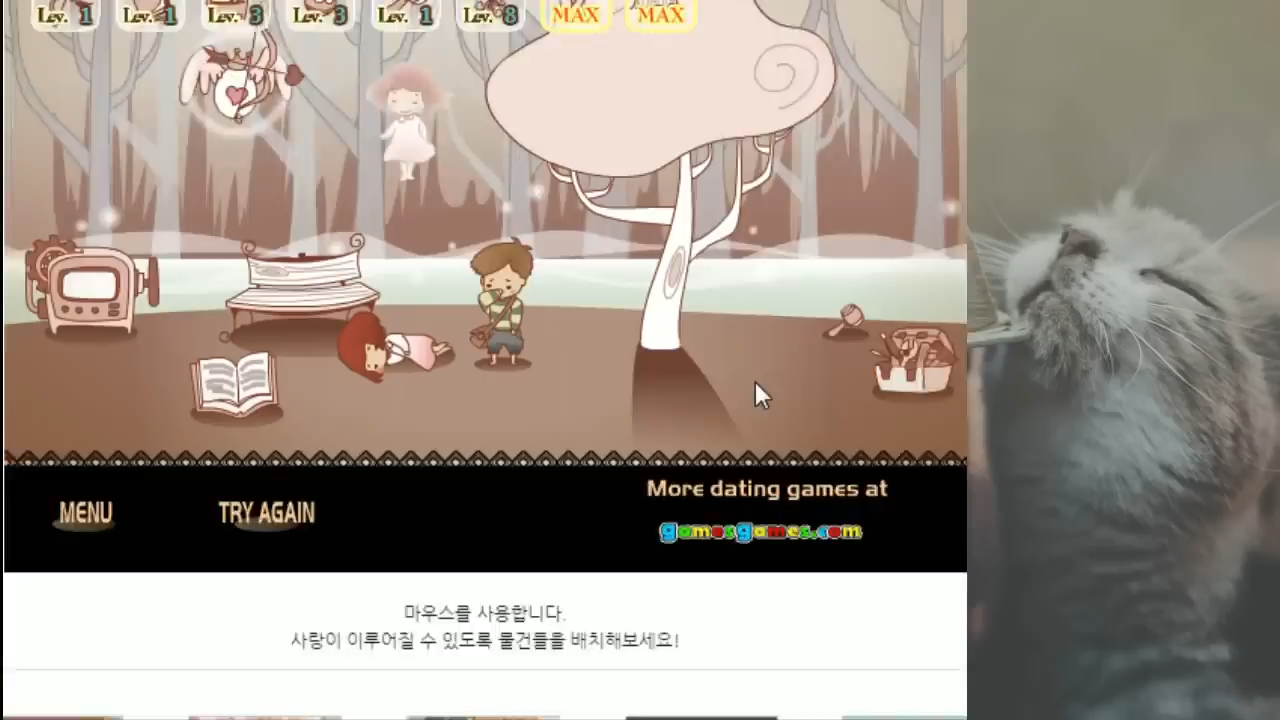 Lev. 1 Lev. 1 Lev. 3 Lev. 3 Lev. 1 Lev. 8 MAX MAX
MENU TRY AGAIN
More dating games at
gamesgames.com
마우스를 사용합니다.
사랑이 이루어질 수 있도록 물건들을 배치해보세요!